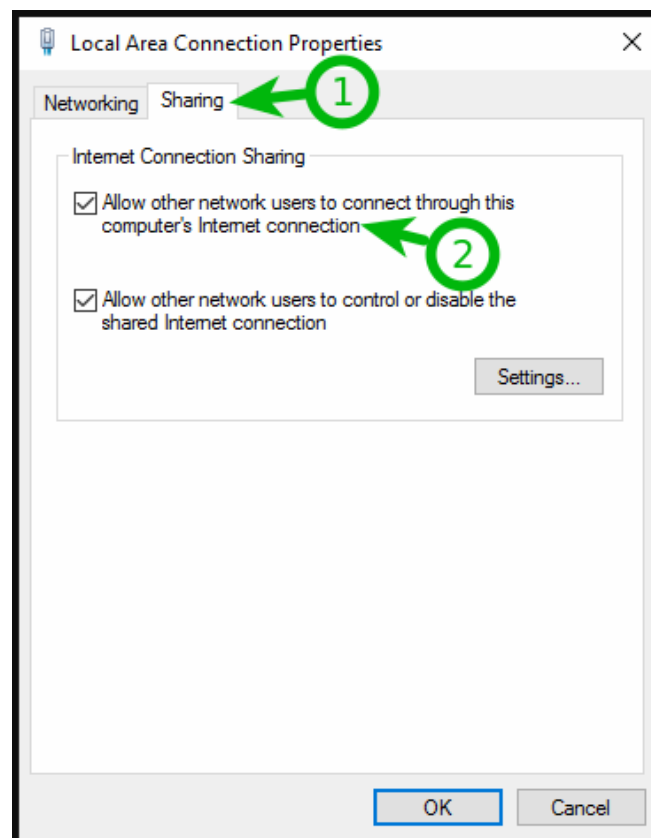 Local Area Connection Properties
Networking
Sharing
1
Internet Connection Sharing
Allow other network users to connect through this
computer's Internet connection
2
Allow other network users to control or disable the
shared Internet connection
Settings...
OK
Cancel